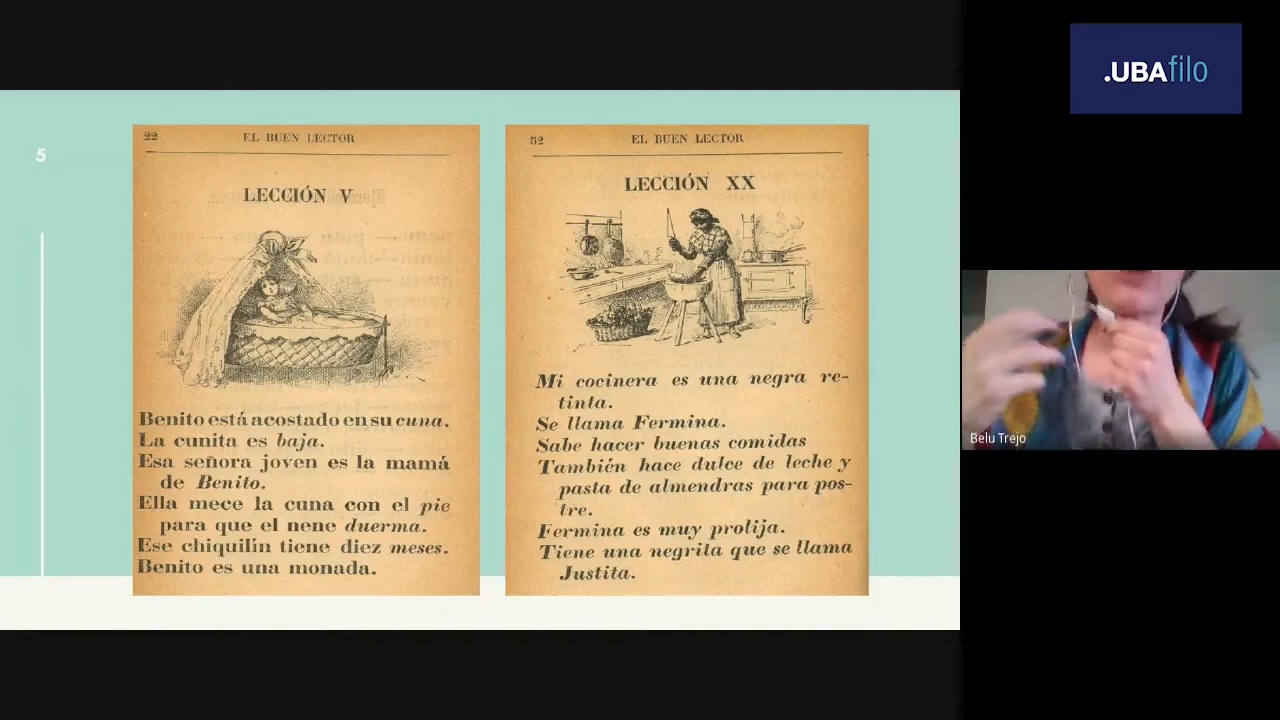 .UBAfilo
5
22
EL BUEN LECTOR
LECCIÓN V
Benito está acostado en su cuna.
La cunita es baja.
Esa señora joven es la mamá
de Benito.
Ella mece la cuna con el pie
para que el nene duerma.
Ese chiquilín tiene diez meses.
Benito es una monada.
52
EL BUEN LECTOR
LECCIÓN XX
Mi cocinera es una negra re-
tinta.
Se llama Fermina.
Sabe hacer buenas comidas
También hace dulce de leche y
pasta de almendras para pos-
tre.
Fermina es muy prolija.
Tiene una negrita que se llama
Justita.
Belu Trejo